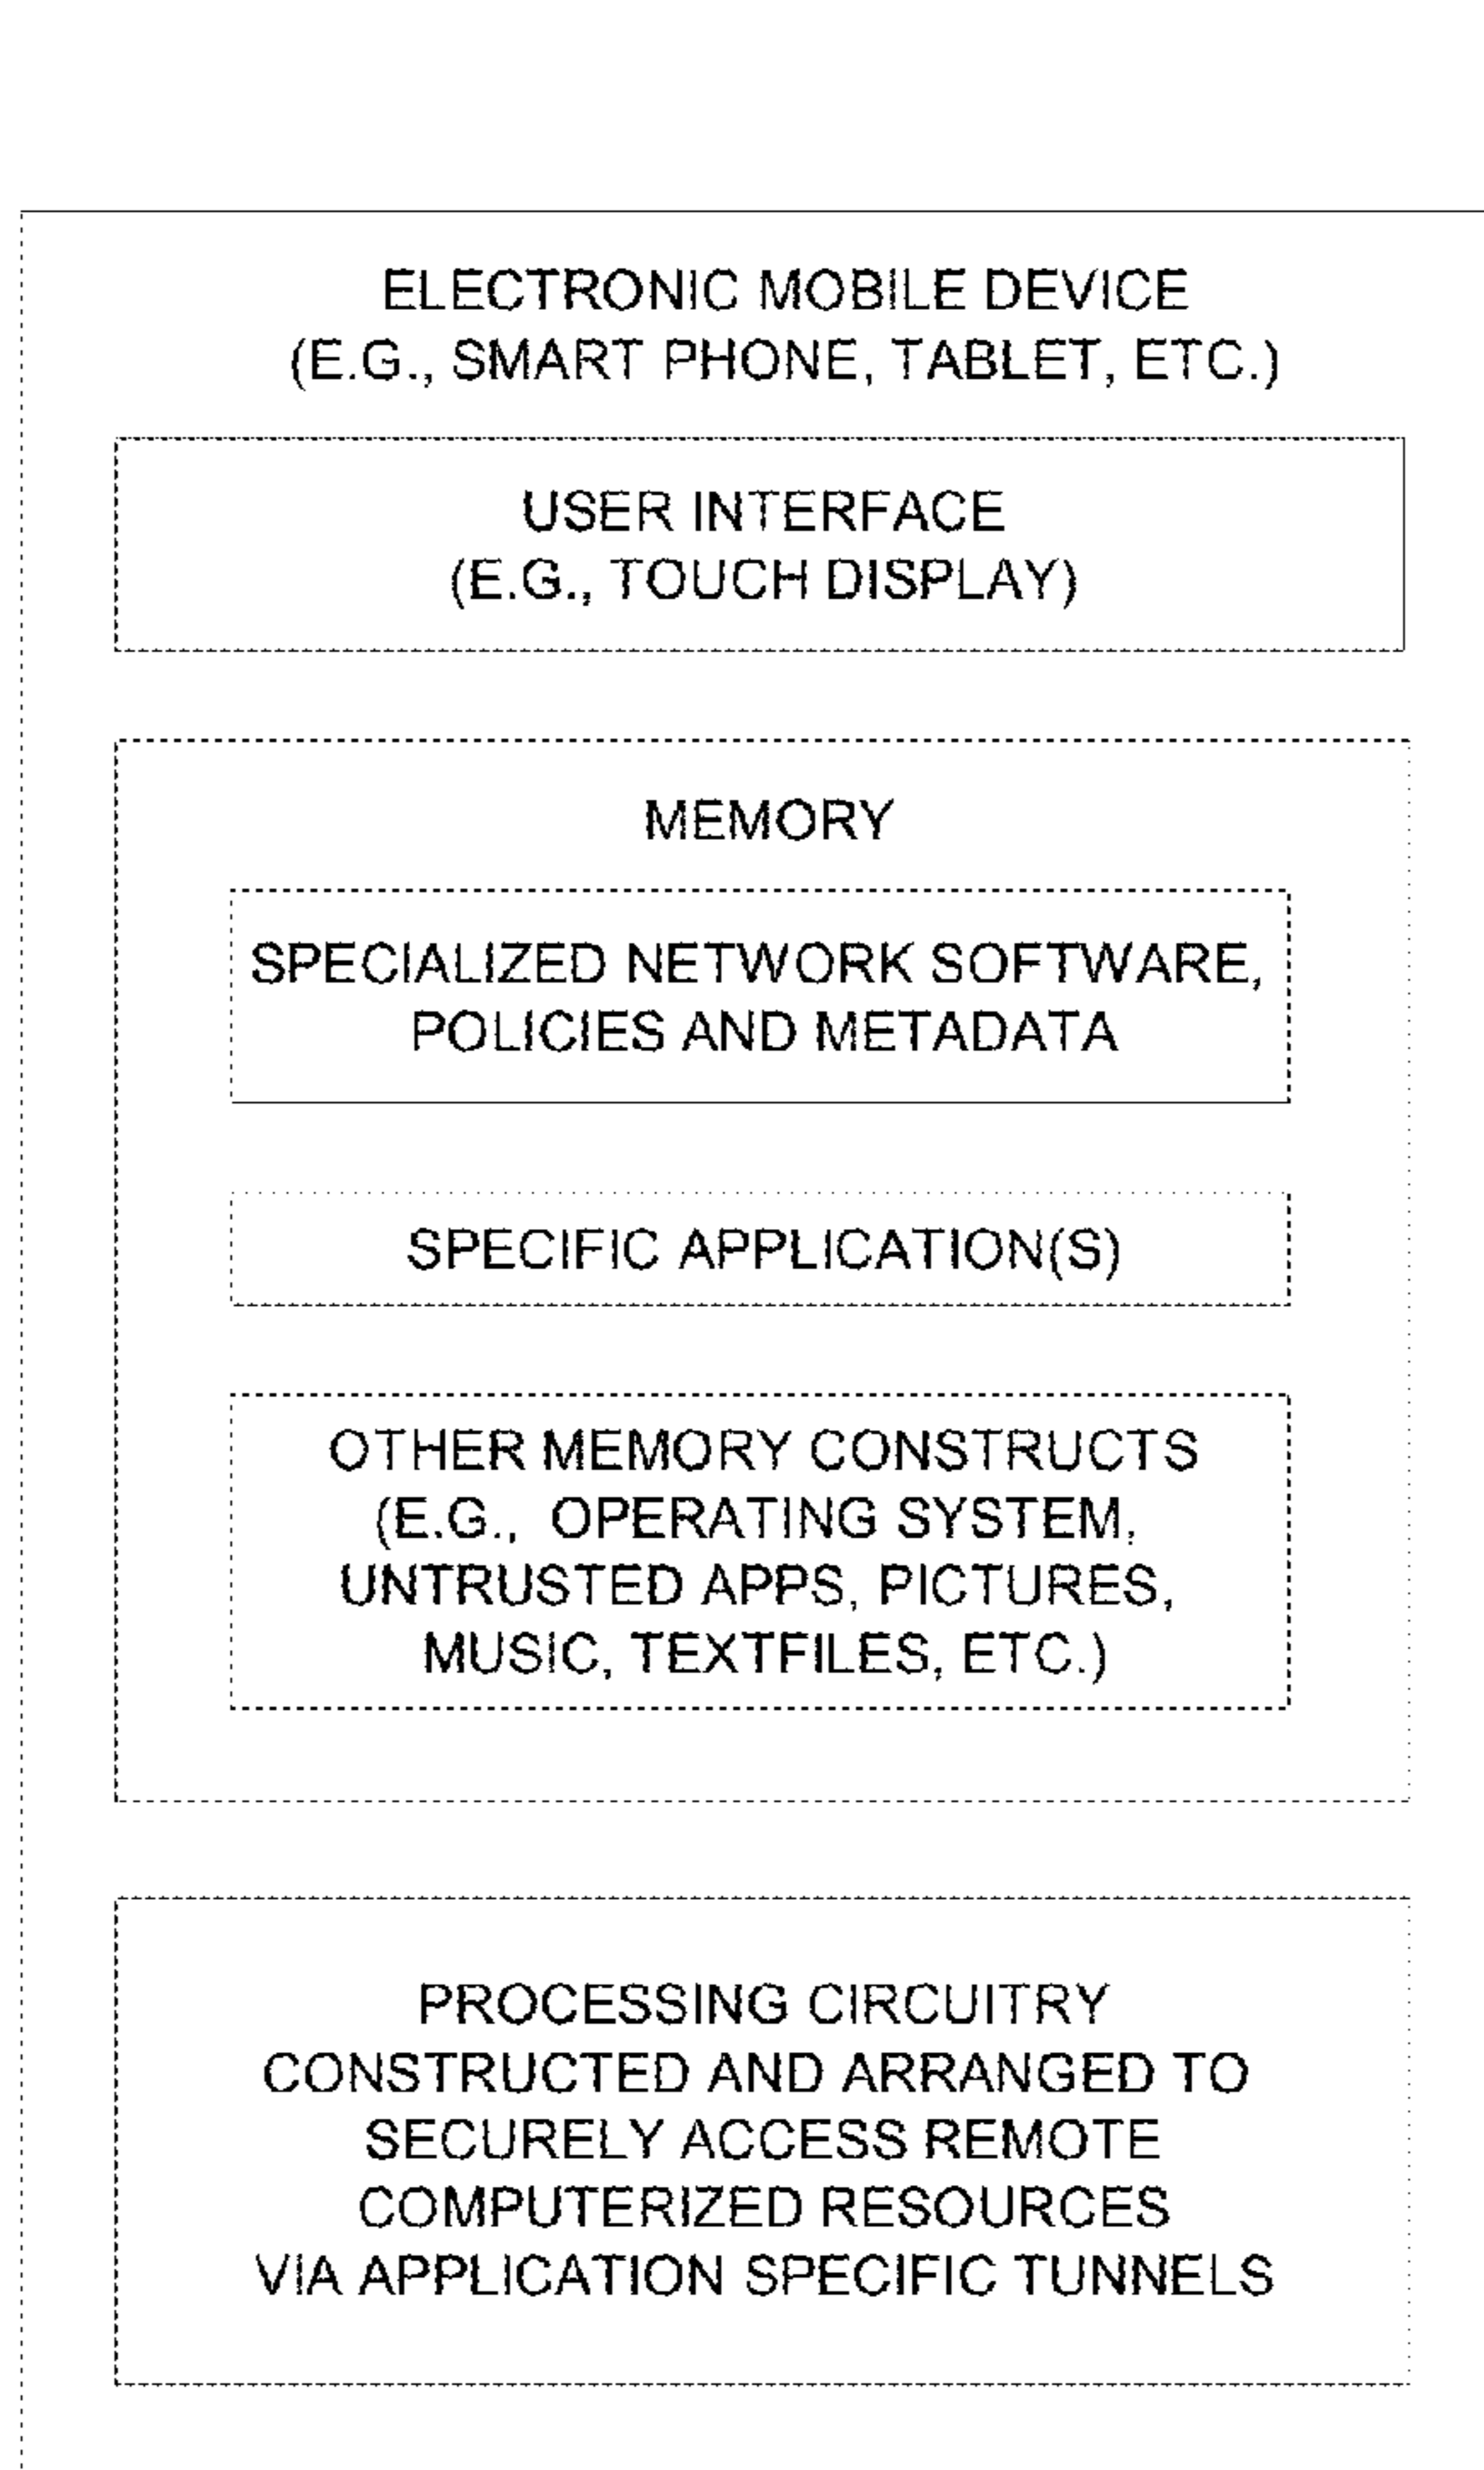 ELECTRONIC MOBILE DEVICE
(E.G., SMART PHONE, TABLET, ETC.)
USER INTERFACE
(E.G., TOUCH DISPLAY)
MEMORY
SPECIALIZED NETWORK SOFTWARE,
POLICIES AND METADATA
SPECIFIC APPLICATION(S)
OTHER MEMORY CONSTRUCTS
(E.G., OPERATING SYSTEM,
UNTRUSTED APPS, PICTURES,
MUSIC, TEXTFILES, ETC.)
PROCESSING CIRCUITRY
CONSTRUCTED AND ARRANGED TO
SECURELY ACCESS REMOTE
COMPUTERIZED RESOURCES
VIA APPLICATION SPECIFIC TUNNELS